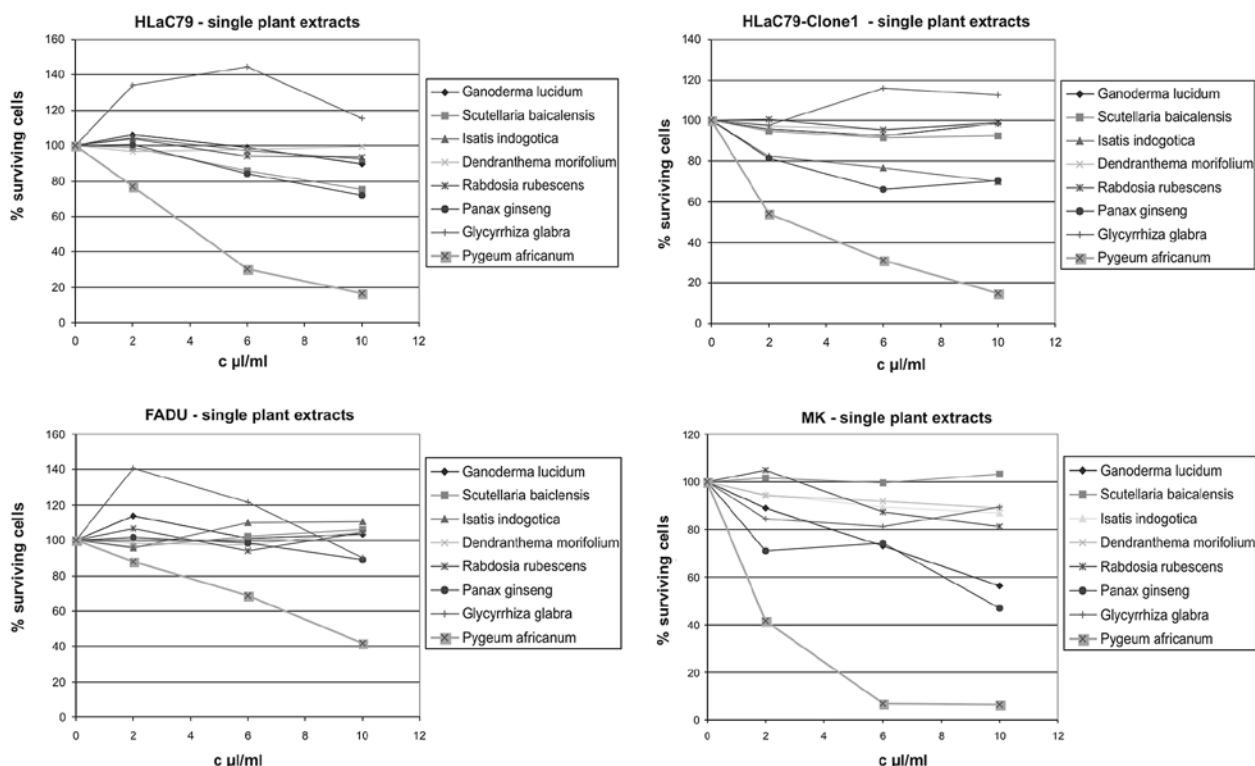 HLaC79 - single plant extracts
% surviving cells
180
160
140
120
100
80
60
40
20
0
0 2 4 6 8 10 12
c µl/ml
Ganoderma lucidum
Scutellaria baicalensis
Isatis indogotica
Dendranthema morifolium
Rabdosia rubescens
Panax ginseng
Glycyrrhiza glabra
Pygeum africanum
HLaC79-Clone1 - single plant extracts
% surviving cells
140
120
100
80
60
40
20
0
0 2 4 6 8 10 12
c µl/ml
Ganoderma lucidum
Scutellaria baicalensis
Isatis indogotica
Dendranthema morifolium
Rabdosia rubescens
Panax ginseng
Glycyrrhiza glabra
Pygeum africanum
FADU - single plant extracts
% surviving cells
160
140
120
100
80
60
40
20
0
0 2 4 6 8 10 12
c µl/ml
Ganoderma lucidum
Scutellaria baiclensis
Isatis indogotica
Dendranthema morifolium
Rabdosia rubescens
Panax ginseng
Glycyrrhiza glabra
Pygeum africanum
MK - single plant extracts
% surviving cells
120
100
80
60
40
20
0
0 2 4 6 8 10 12
c µl/ml
Ganoderma lucidum
Scutellaria baicalensis
Isatis indogotica
Dendranthema morifolium
Rabdosia rubescens
Panax ginseng
Glycyrrhiza glabra
Pygeum africanum